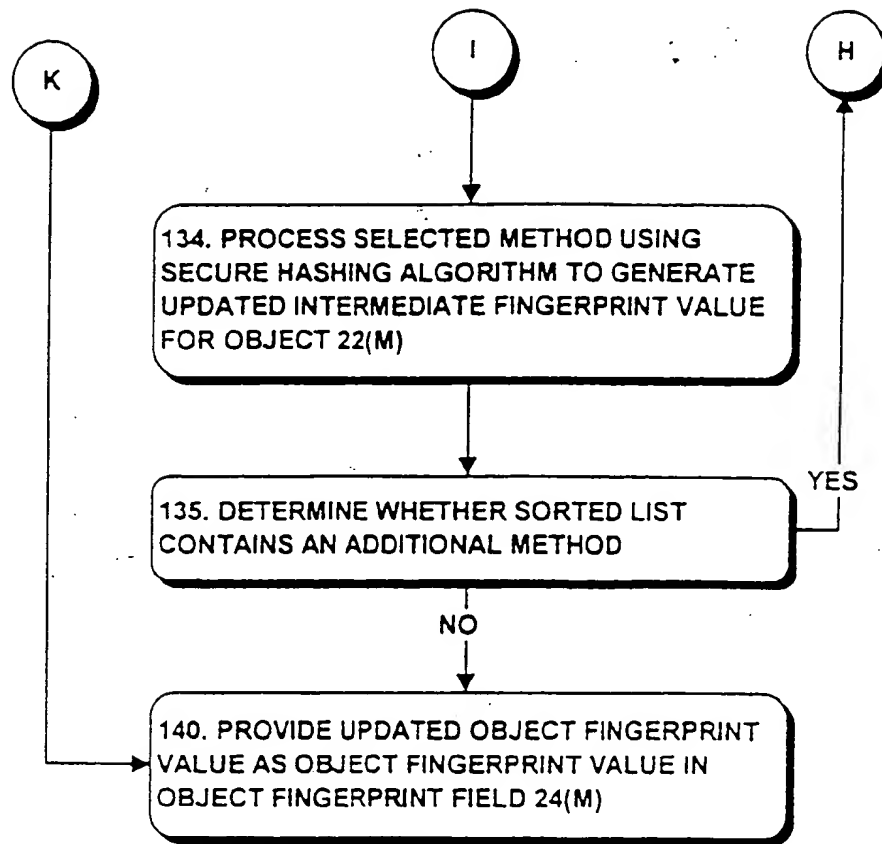 K
I
H
134. PROCESS SELECTED METHOD USING
SECURE HASHING ALGORITHM TO GENERATE
UPDATED INTERMEDIATE FINGERPRINT VALUE
FOR OBJECT 22(M)
YES
135. DETERMINE WHETHER SORTED LIST
CONTAINS AN ADDITIONAL METHOD
NO
140. PROVIDE UPDATED OBJECT FINGERPRINT
VALUE AS OBJECT FINGERPRINT VALUE IN
OBJECT FINGERPRINT FIELD 24(M)